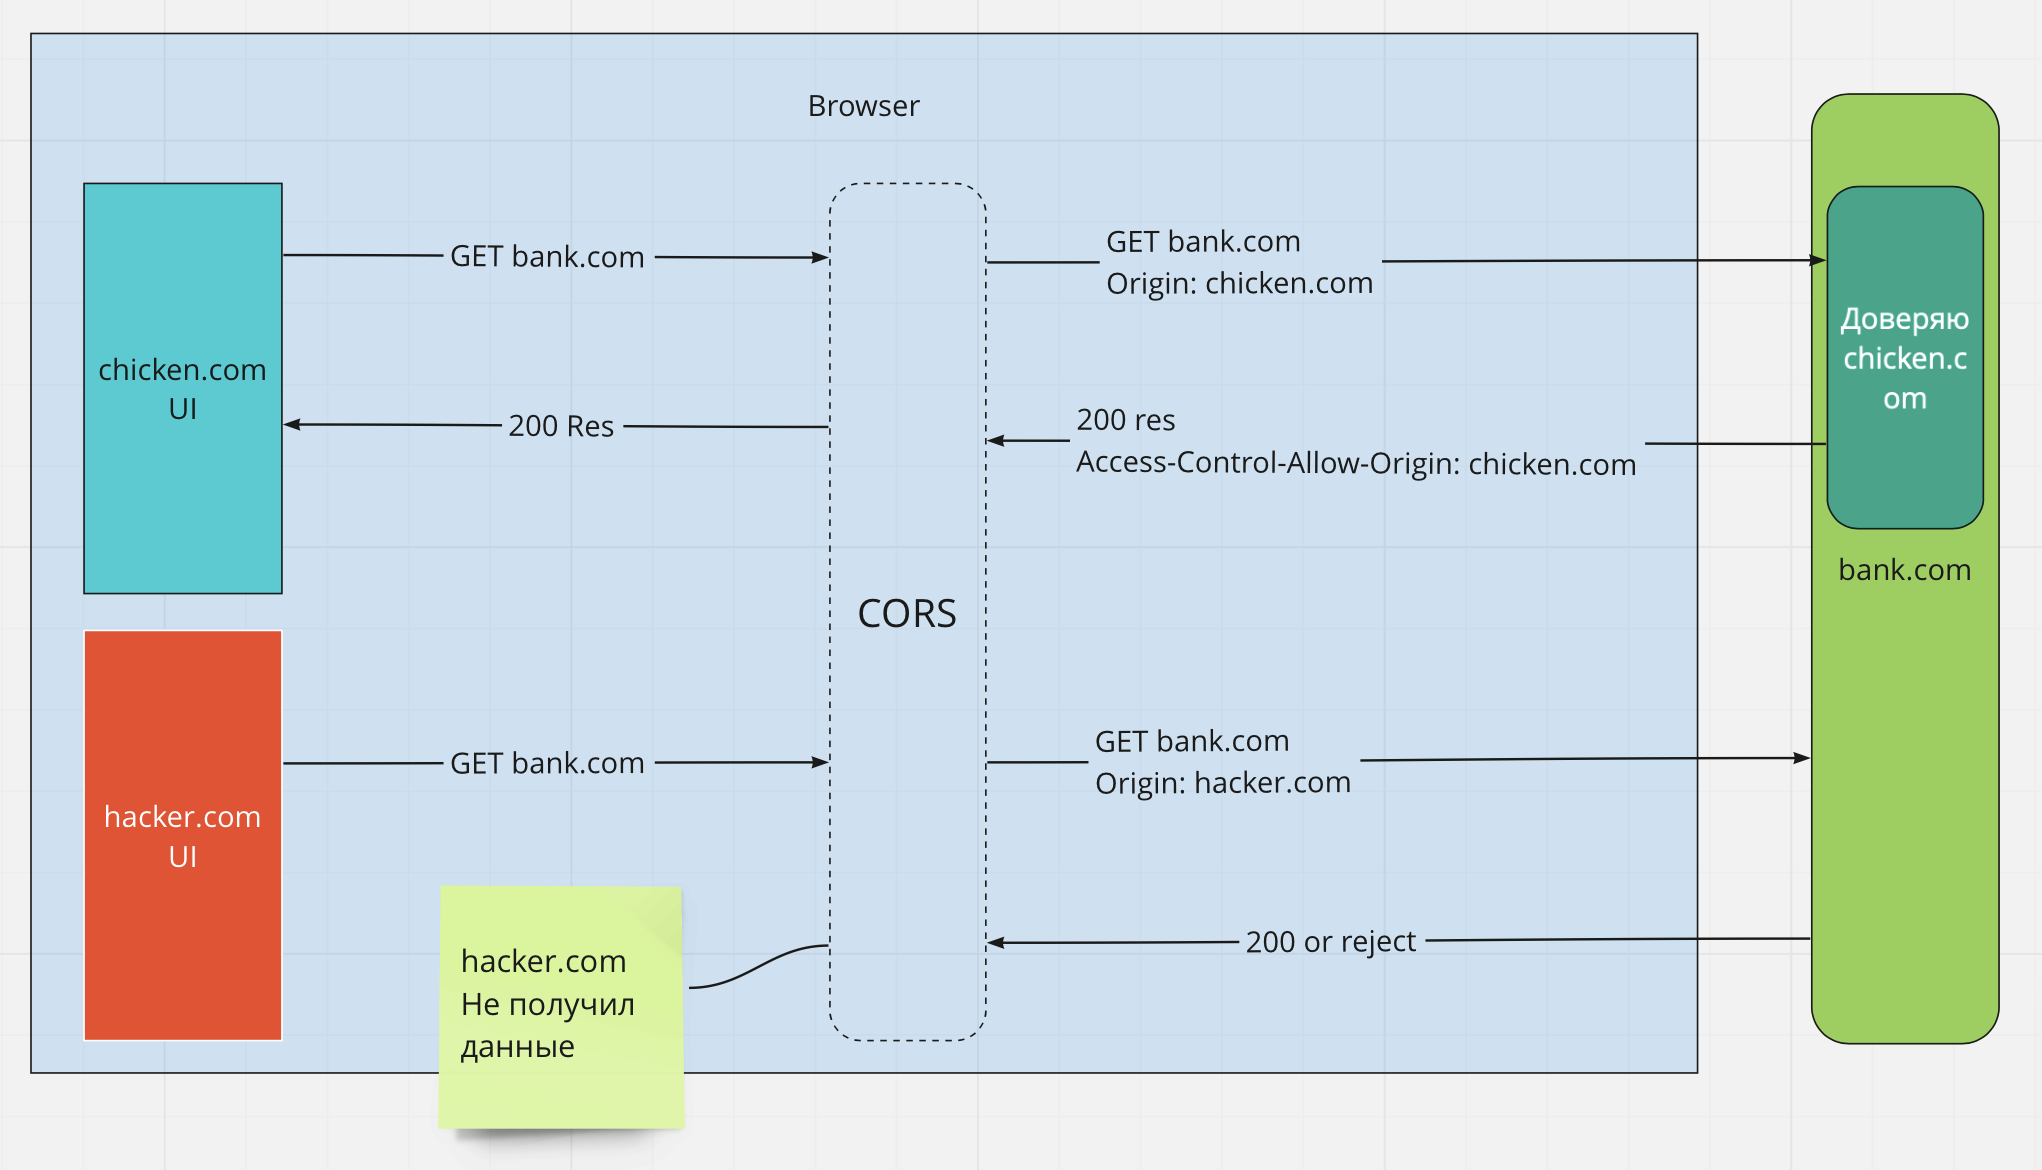 Browser
GET bank.com
GET bank.com
Origin: chicken.com
chicken.com
UI
Доверяю
chicken.c
om
200 Res
200 res
Access-Control-Allow-Origin: chicken.com
bank.com
CORS
GET bank.com
GET bank.com
Origin: hacker.com
hacker.com
UI
200 or reject
hacker.com
Не получил
данные